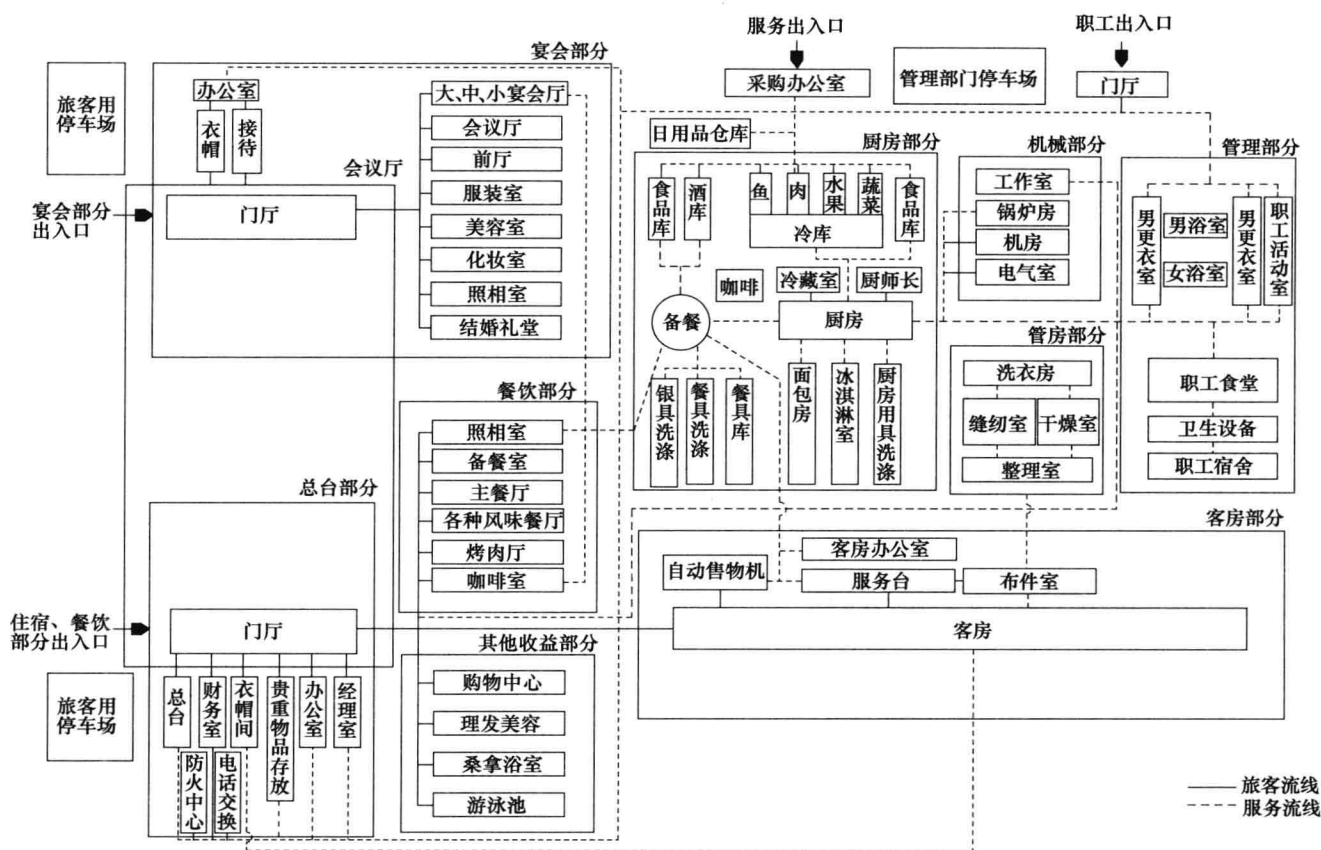 服务出入口
职工出入口
宴会部分
旅客用
停车场
办公室
衣帽
接待
大、中、小宴会厅
会议厅
前厅
服装室
美容室
化妆室
照相室
结婚礼堂
会议厅
门厅
宴会部分
出入口
采购办公室
管理部门停车场
门厅
日用品仓库
厨房部分
食品库
酒库
鱼
肉
水果
蔬菜
食品库
冷库
咖啡
冷藏室
厨师长
备餐
厨房
银具洗涤
餐具洗涤
餐具库
面包房
冰淇淋室
厨房用具洗涤
机械部分
工作室
锅炉房
机房
电气室
管房部分
洗衣房
缝纫室
干燥室
整理室
管理部分
男更衣室
男浴室
女浴室
男更衣室
职工活动室
职工食堂
卫生设备
职工宿舍
餐饮部分
照相室
备餐室
主餐厅
各种风味餐厅
烤肉厅
咖啡室
总台部分
住宿、餐饮
部分出入口
门厅
总台
财务室
衣帽间
贵重物品存放
办公室
经理室
防火中心
电话交换
旅客用
停车场
其他收益部分
购物中心
理发美容
桑拿浴室
游泳池
客房部分
客房办公室
自动售物机
服务台
布件室
客房
旅客流线
服务流线